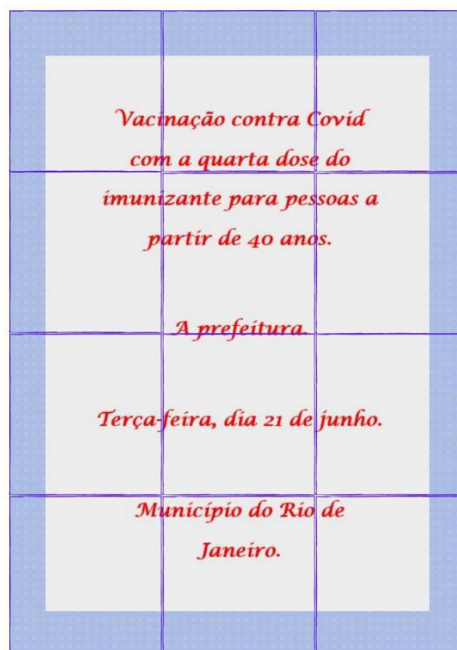 Vacinação contra Covid
com a quarta dose do
imunizante para pessoas a
partir de 40 anos.
A prefeitura.
Terça-feira, dia 21 de junho.
Município do Rio de
Janeiro.